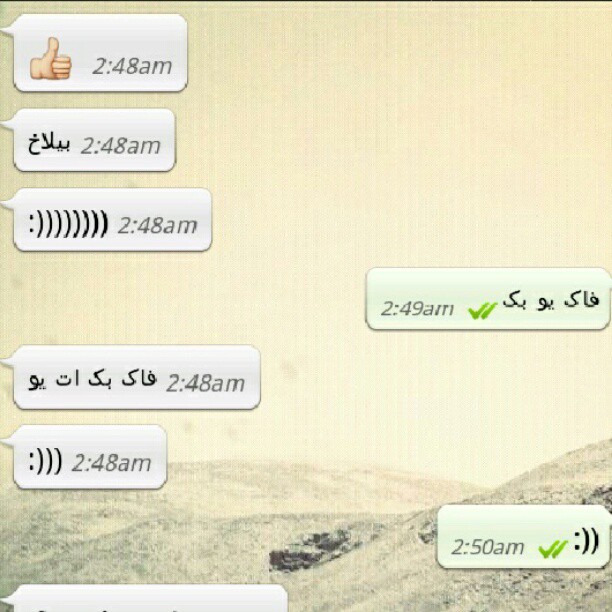 👍 2:48am
بیلاخ 2:48am
:)))))))) 2:48am
فاک یو بک 2:49am
فاک بک ات یو 2:48am
:))) 2:48am
:)) 2:50am